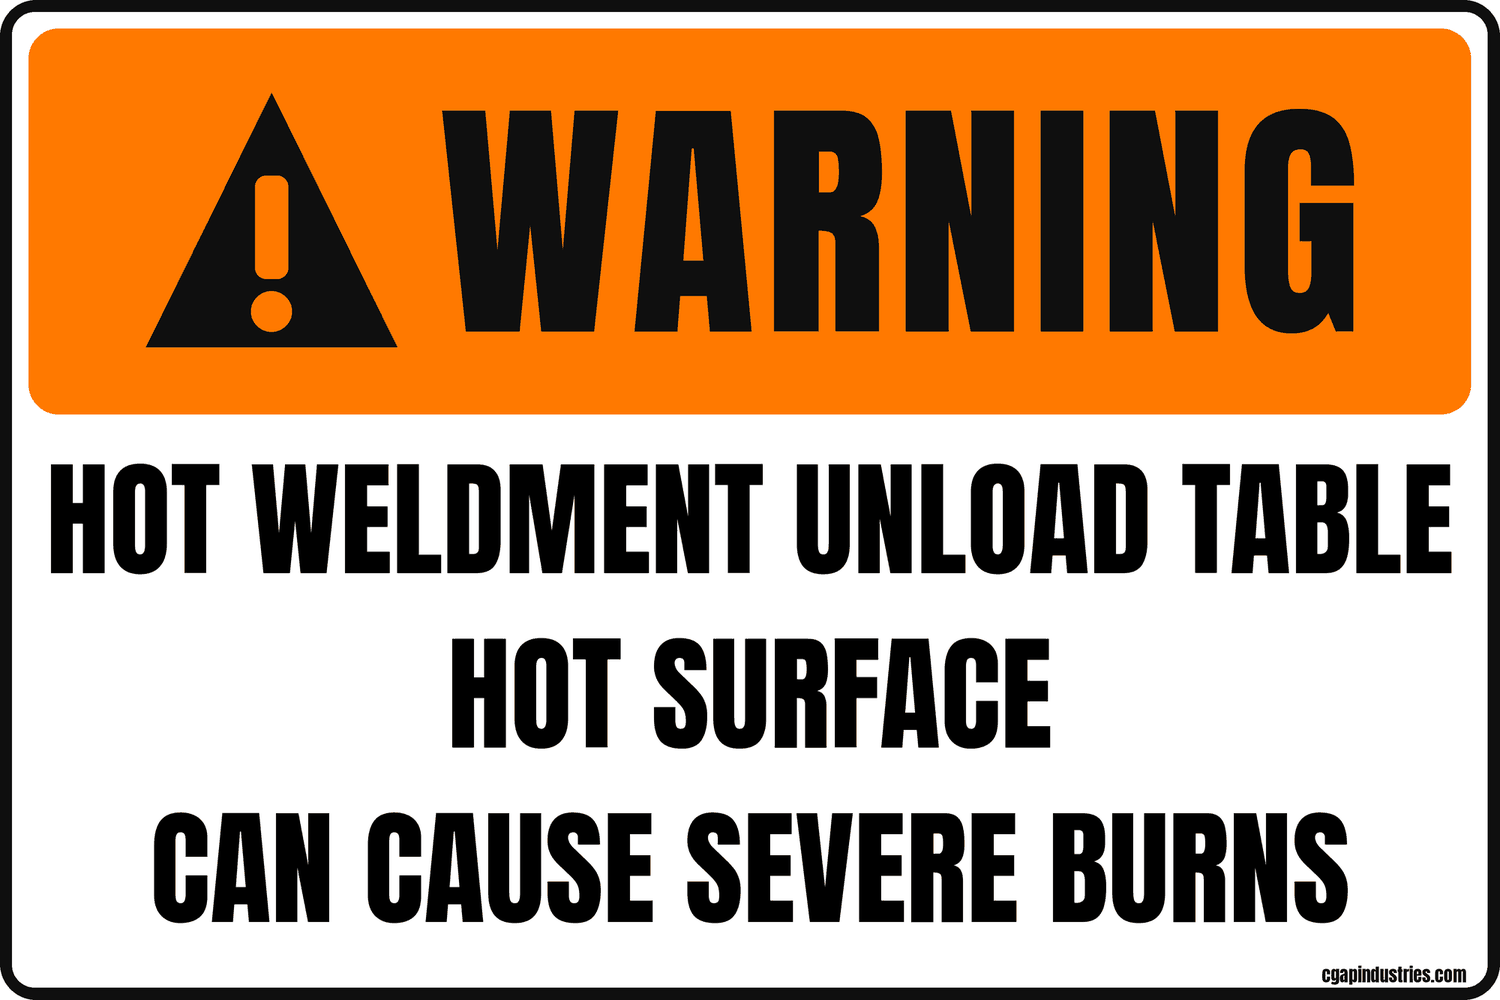 WARNING
HOT WELDMENT UNLOAD TABLE
HOT SURFACE
CAN CAUSE SEVERE BURNS
cgapindustries.com